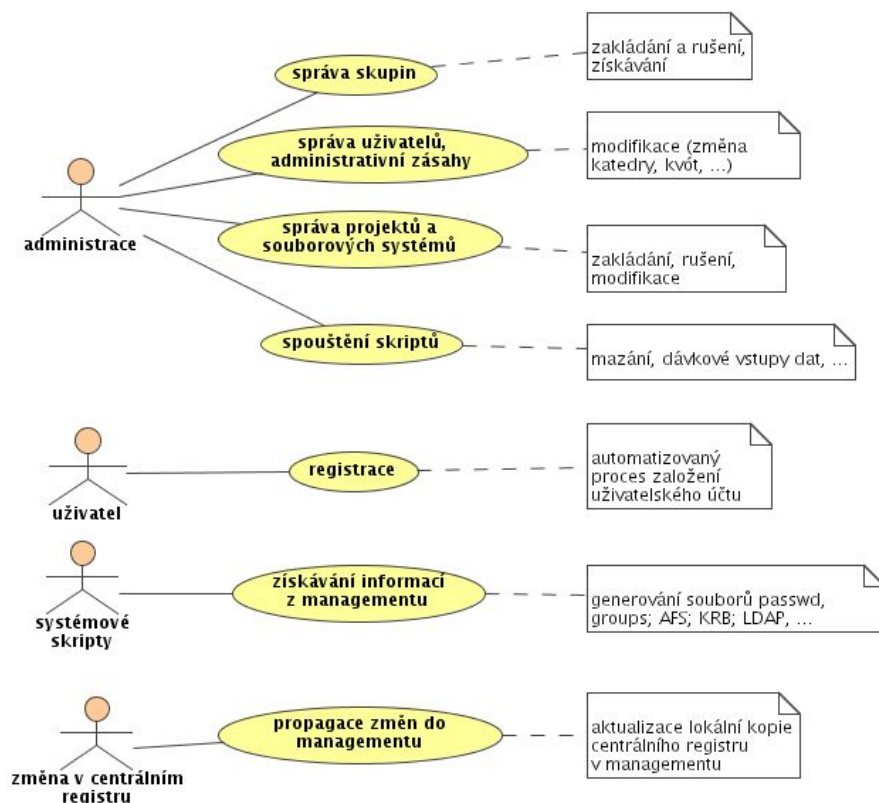 správa skupin
zakládání a rušení,
získávání
správa uživatelů,
administrativní zásahy
modifikace (změna
katedry, kvót, ...)
administrace
správa projektů a
souborových systémů
zakládání, rušení,
modifikace
spouštění skriptů
mazání, dávkové vstupy dat, ...
uživatel
registrace
automatizovaný
proces založení
uživatelského účtu
systémové
skripty
získávání informací
z managementu
generování souborů passwd,
groups; AFS; KRB; LDAP, ...
změna v centrálním
registru
propagace změn do
managementu
aktualizace lokální kopie
centrálního registru
v managementu